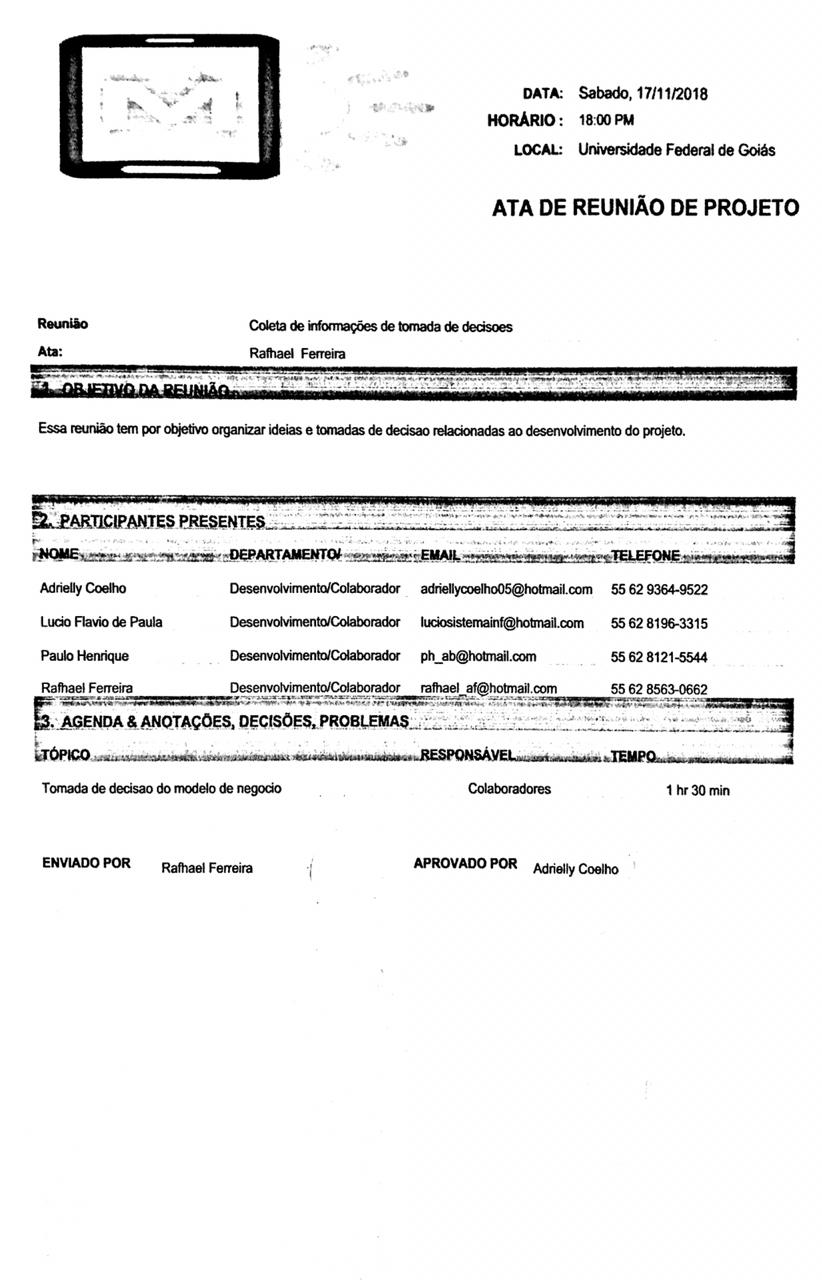 DATA: Sabado, 17/11/2018
HORÁRIO : 18:00 PM
LOCAL: Universidade Federal de Goiás
ATA DE REUNIÃO DE PROJETO
Reunião Coleta de informações de tomada de decisoes
Ata: Rafhael Ferreira
1. OBJETIVO DA REUNIÃO
Essa reunião tem por objetivo organizar ideias e tomadas de decisao relacionadas ao desenvolvimento do projeto.
2. PARTICIPANTES PRESENTES
NOME DEPARTAMENTO/ EMAIL TELEFONE
Adrielly Coelho Desenvolvimento/Colaborador adriellycoelho05@hotmail.com 55 62 9364-9522
Lucio Flavio de Paula Desenvolvimento/Colaborador luciosistemainf@hotmail.com 55 62 8196-3315
Paulo Henrique Desenvolvimento/Colaborador ph_ab@hotmail.com 55 62 8121-5544
Rafhael Ferreira Desenvolvimento/Colaborador rafhael_af@hotmail.com 55 62 8563-0662
3. AGENDA & ANOTAÇÕES, DECISÕES, PROBLEMAS
TÓPICO RESPONSÁVEL TEMPO
Tomada de decisao do modelo de negocio Colaboradores 1 hr 30 min
ENVIADO POR Rafhael Ferreira APROVADO POR Adrielly Coelho